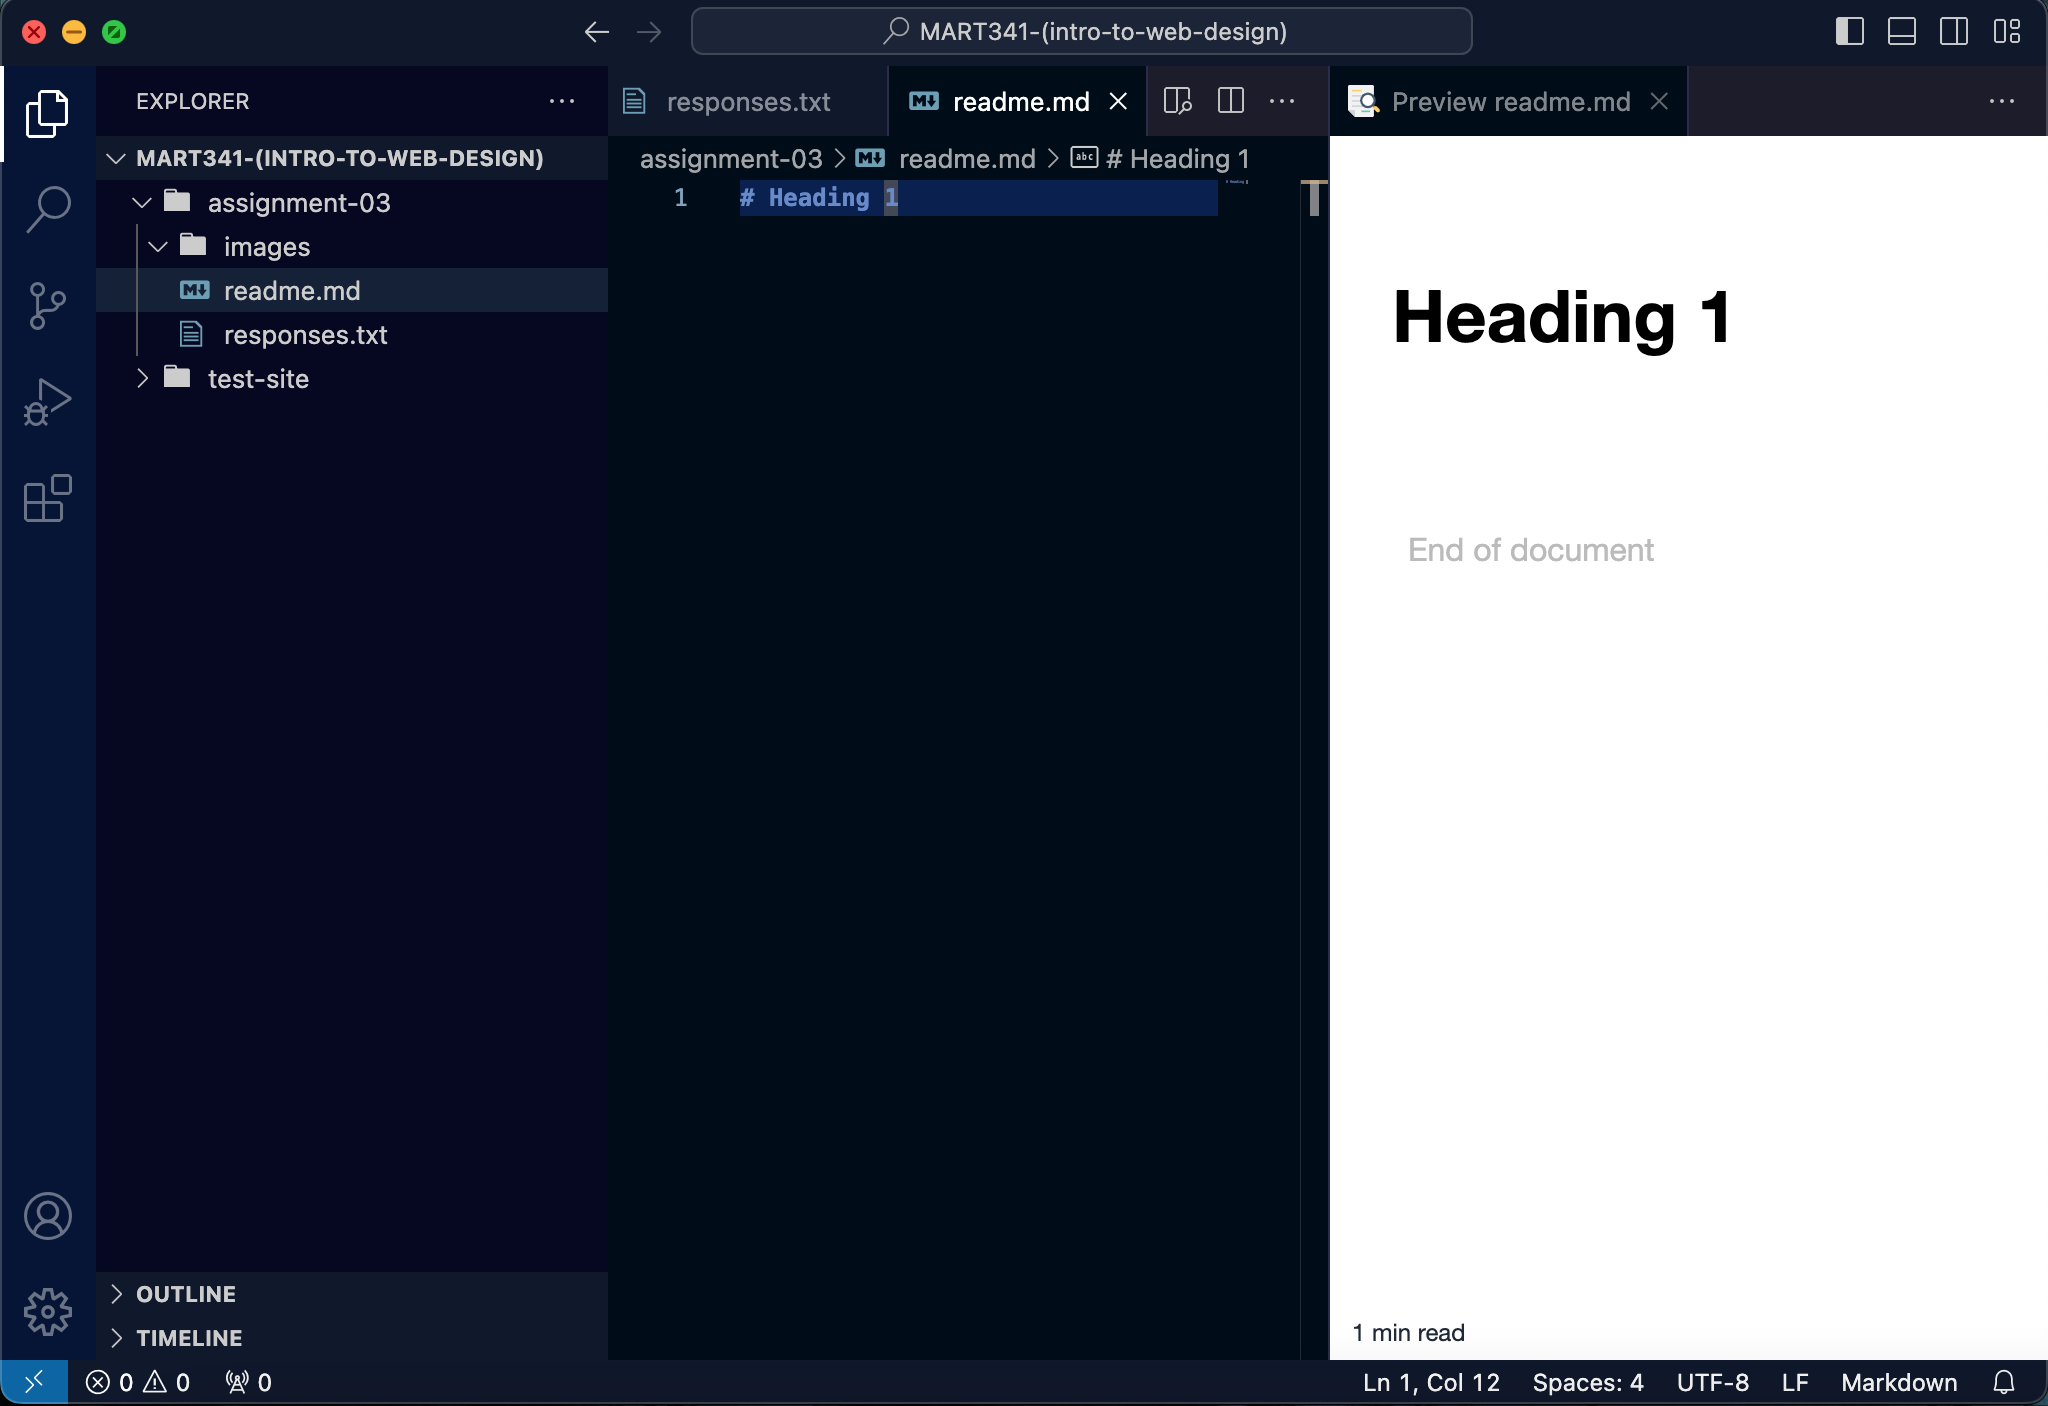 MART341-(intro-to-web-design)
EXPLORER
MART341-(INTRO-TO-WEB-DESIGN)
assignment-03
images
readme.md
responses.txt
test-site
OUTLINE
TIMELINE
responses.txt
readme.md
assignment-03 > readme.md > abc # Heading 1
1 # Heading 1
Preview readme.md
Heading 1
End of document
1 min read
0 0 0
Ln 1, Col 12 Spaces: 4 UTF-8 LF Markdown